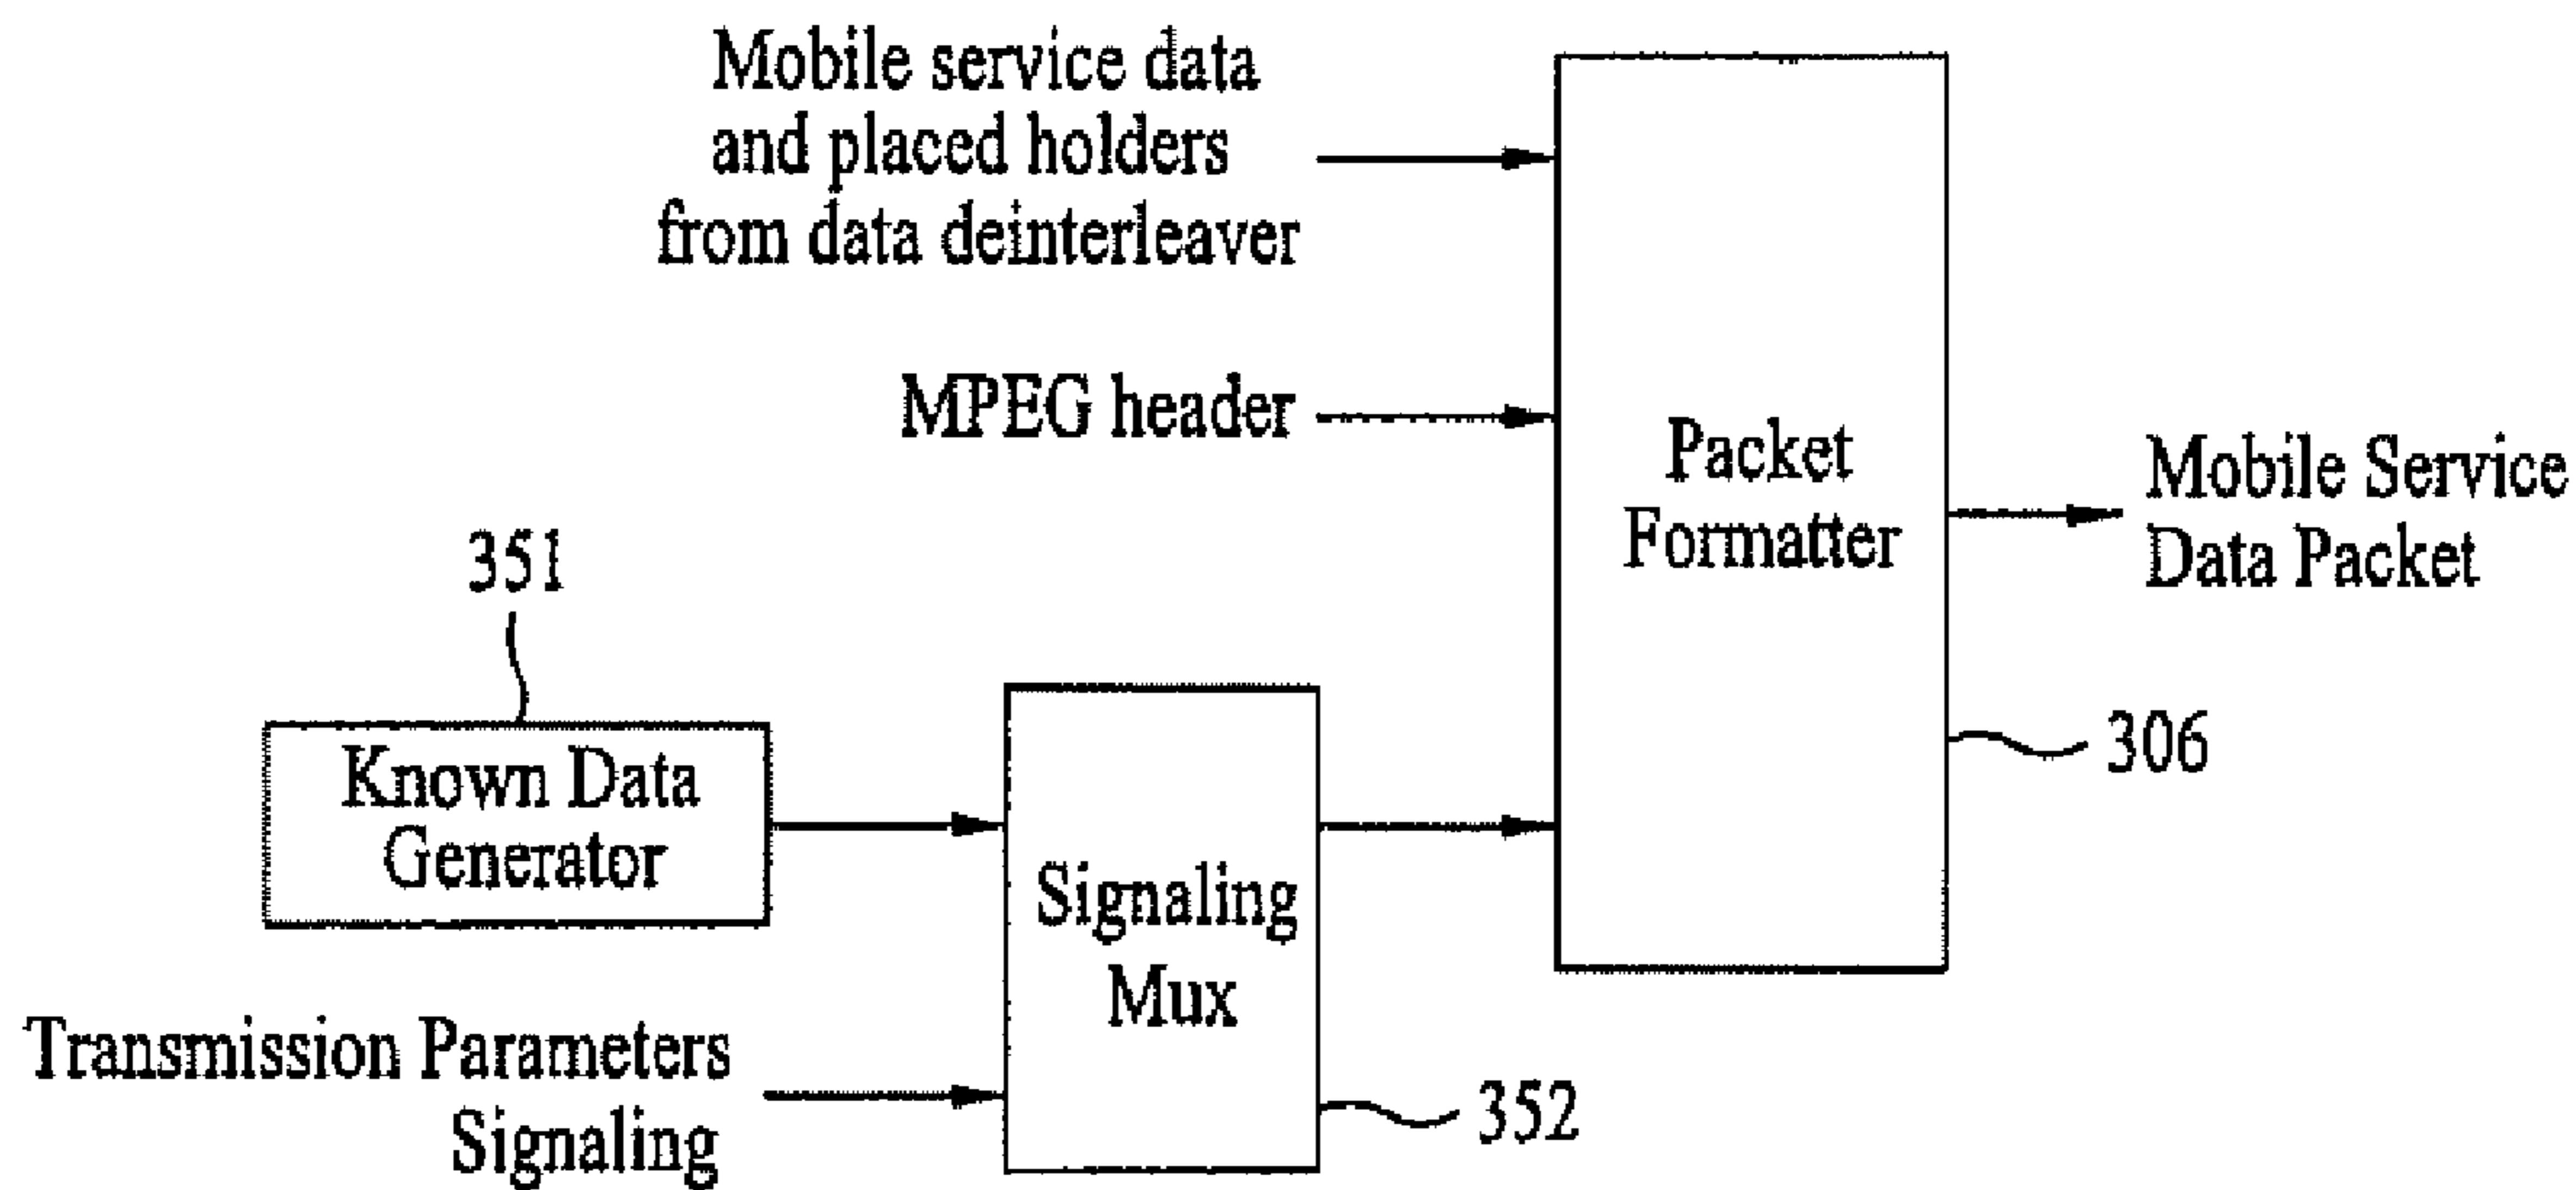 Mobile service data
and placed holders
from data deinterleaver
MPEG header
Packet
Formatter
Mobile Service
Data Packet
351
306
Known Data
Generator
Signaling
Mux
Transmission Parameters
Signaling
352